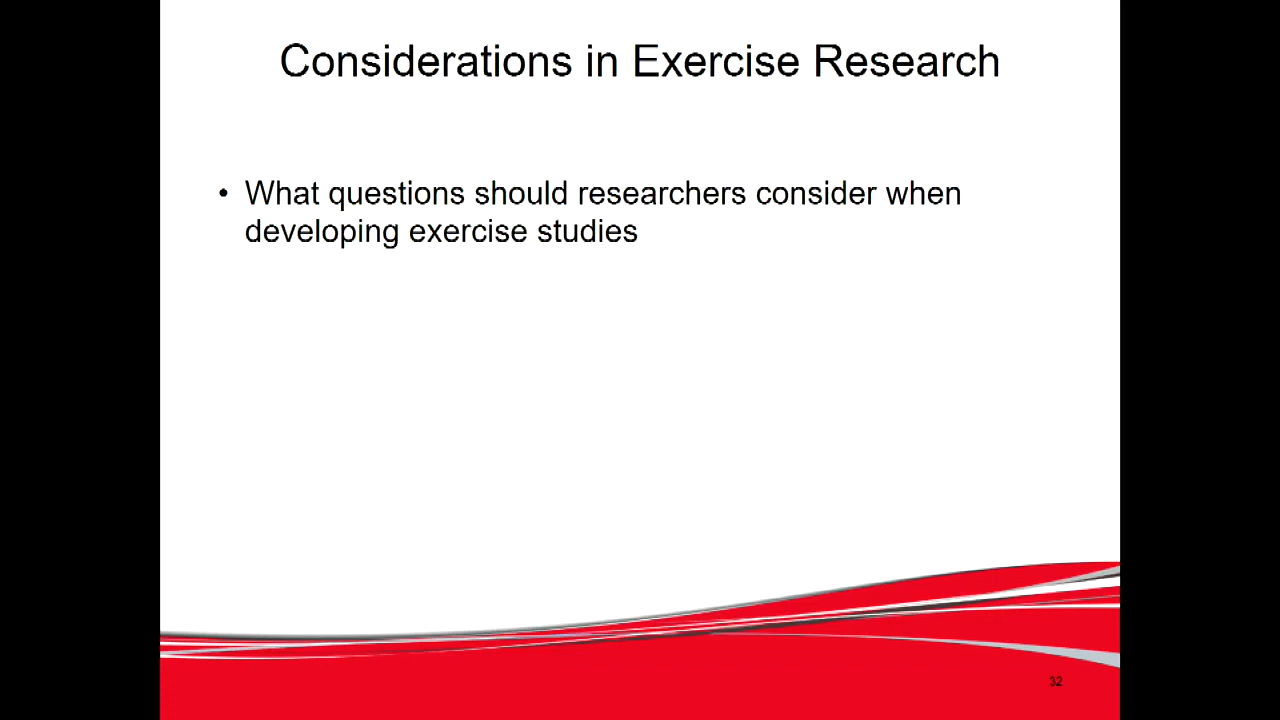 Considerations in Exercise Research
• What questions should researchers consider when
developing exercise studies
32